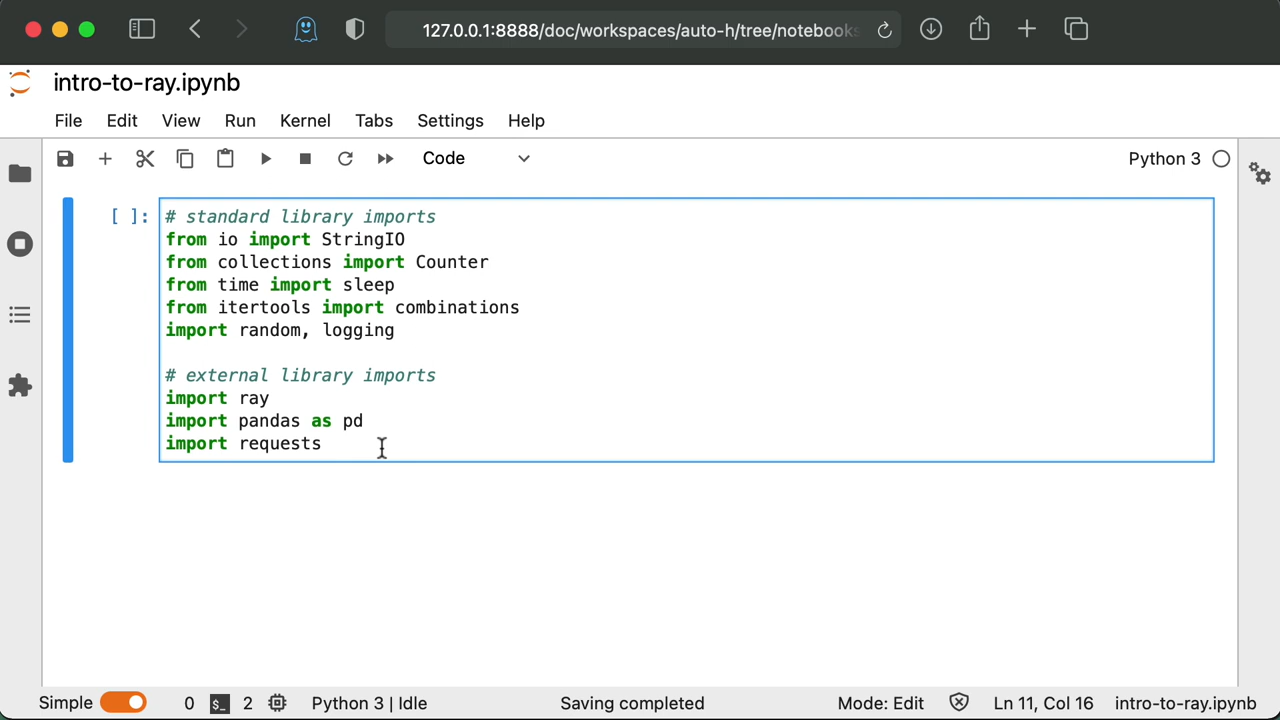 127.0.0.1:8888/doc/workspaces/auto-h/tree/notebooks
intro-to-ray.ipynb
File Edit View Run Kernel Tabs Settings Help
Code
Python 3
[ ]:
# standard library imports
from io import StringIO
from collections import Counter
from time import sleep
from itertools import combinations
import random, logging
# external library imports
import ray
import pandas as pd
import requests
Simple 0 $_ 2 Python 3 | Idle Saving completed Mode: Edit Ln 11, Col 16 intro-to-ray.ipynb